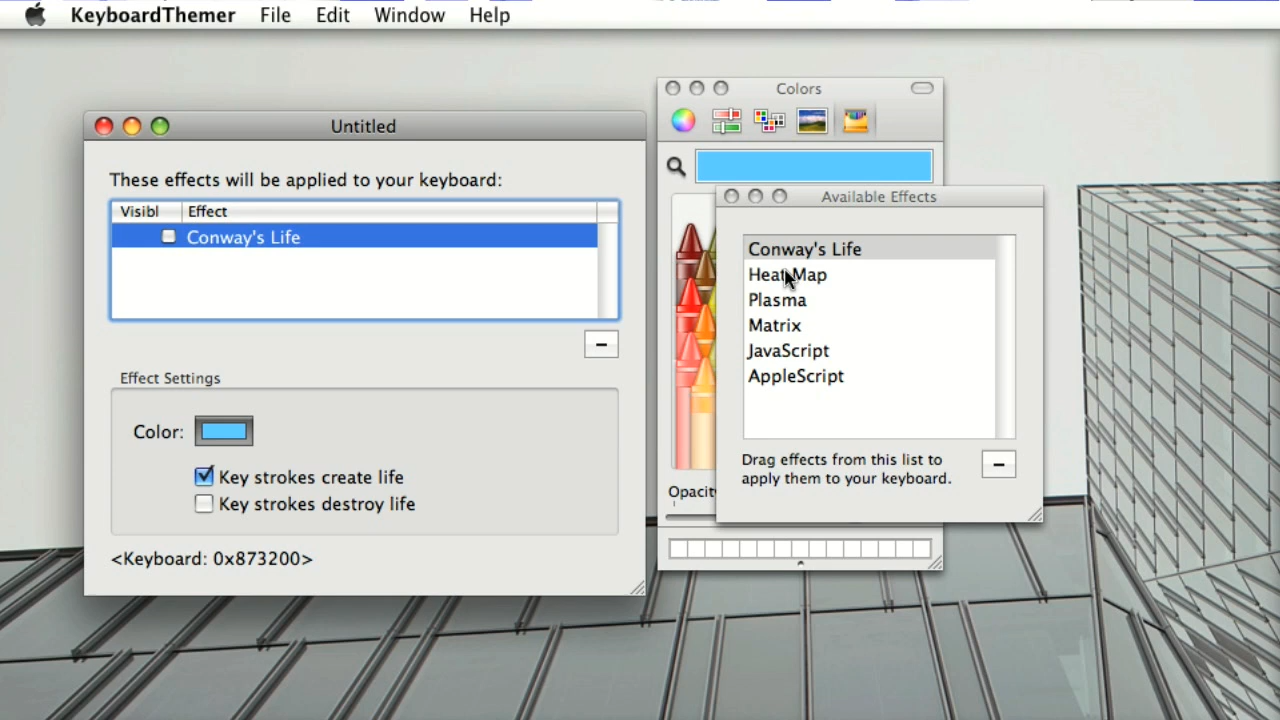 KeyboardThemer File Edit Window Help
Untitled
These effects will be applied to your keyboard:
Visibl Effect
Conway's Life
Effect Settings
Color:
Key strokes create life
Key strokes destroy life
<Keyboard: 0x873200>
Colors
Opacit
Available Effects
Conway's Life
Heat Map
Plasma
Matrix
JavaScript
AppleScript
Drag effects from this list to
apply them to your keyboard.